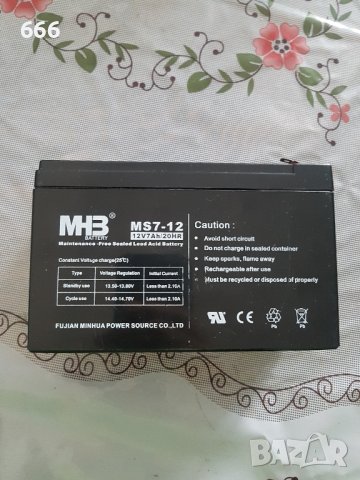 666
MHB
BATTERY
MS7-12
12V7Ah/20HR
Maintenance -Free Sealed Lead Acid Battery
Constant Voltage charge(25℃)
Type Voltage Regulation Initial Current
Standby use 13.50-13.80V Less than 2.10A
Cycle use 14.40-14.70V Less than 2.10A
FUJIAN MINHUA POWER SOURCE CO.,LTD
Caution :
Avoid short circuit
Do not charge in sealed container
Keep sparks, flame away
Rechargeable after use
Must be recycled or disposed of properly
CE
Pb
Pb
BAZAR